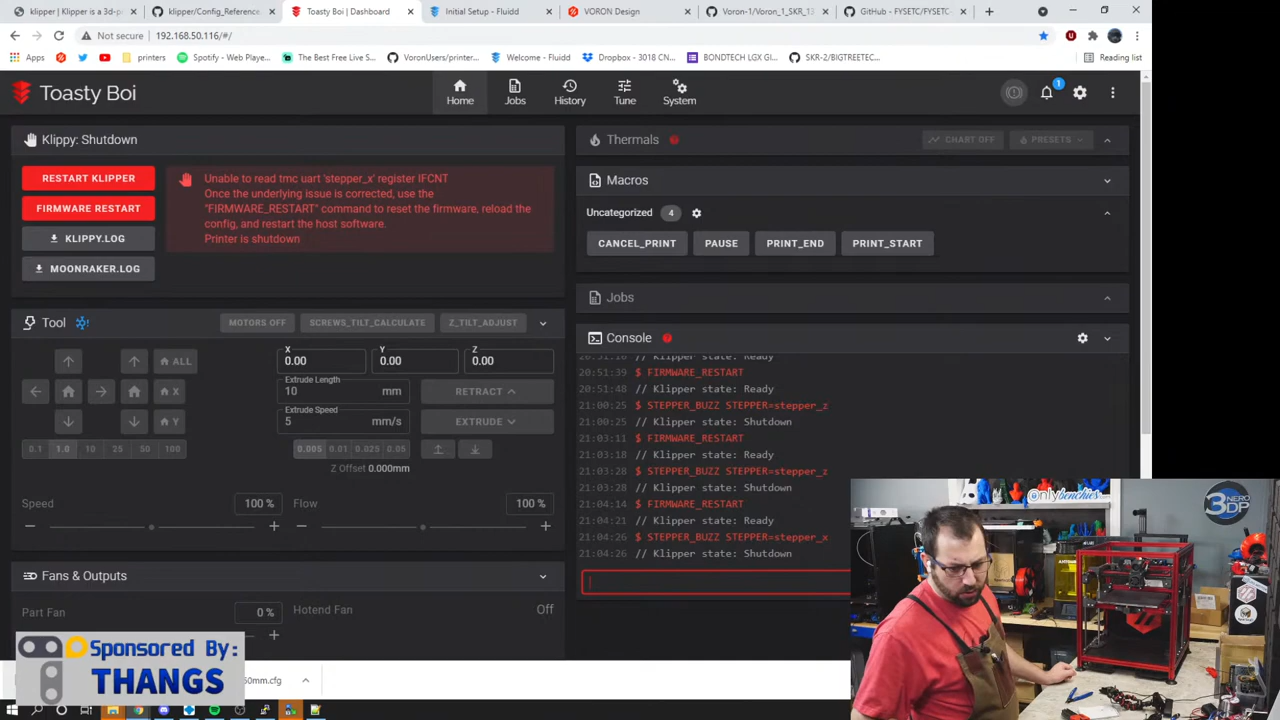 klipper | Klipper is a 3d-p
klipper/Config_Reference
Toasty Boi | Dashboard
Initial Setup - Fluidd
VORON Design
Voron-1/Voron_1_SKR_13
GitHub - FYSETC/FYSETC-
Not secure | 192.168.50.116/#/
Apps
printers
Spotify - Web Playe...
The Best Free Live S...
VoronUsers/printer...
Welcome - Fluidd
Dropbox - 3018 CN...
BONDTECH LGX GI...
SKR-2/BIGTREETEC...
Reading list
Toasty Boi
Home
Jobs
History
Tune
System
1
Klippy: Shutdown
RESTART KLIPPER
FIRMWARE RESTART
KLIPPY.LOG
MOONRAKER.LOG
Unable to read tmc uart 'stepper_x' register IFCNT
Once the underlying issue is corrected, use the
"FIRMWARE_RESTART" command to reset the firmware, reload the
config, and restart the host software.
Printer is shutdown
Tool
MOTORS OFF
SCREWS_TILT_CALCULATE
Z_TILT_ADJUST
ALL
X
Y
X
0.00
Y
0.00
Z
0.00
Extrude Length
10 mm
RETRACT
Extrude Speed
5 mm/s
EXTRUDE
0.1 1.0 10 25 50 100
0.005 0.01 0.025 0.05
Z Offset 0.000mm
Speed
100 %
Flow
100 %
Fans & Outputs
Part Fan
0 %
Hotend Fan
Off
Thermals
CHART OFF
PRESETS
Macros
Uncategorized 4
CANCEL_PRINT
PAUSE
PRINT_END
PRINT_START
Jobs
Console
20:51:10 // Klipper state: Ready
20:51:39 $ FIRMWARE_RESTART
20:51:48 // Klipper state: Ready
21:00:25 $ STEPPER_BUZZ STEPPER=stepper_z
21:00:25 // Klipper state: Shutdown
21:03:11 $ FIRMWARE_RESTART
21:03:18 // Klipper state: Ready
21:03:28 $ STEPPER_BUZZ STEPPER=stepper_z
21:03:28 // Klipper state: Shutdown
21:04:14 $ FIRMWARE_RESTART
21:04:21 // Klipper state: Ready
21:04:26 $ STEPPER_BUZZ STEPPER=stepper_x
21:04:26 // Klipper state: Shutdown
Sponsored By:
THANGS
50mm.cfg
onlybenchies
NERO
3DP